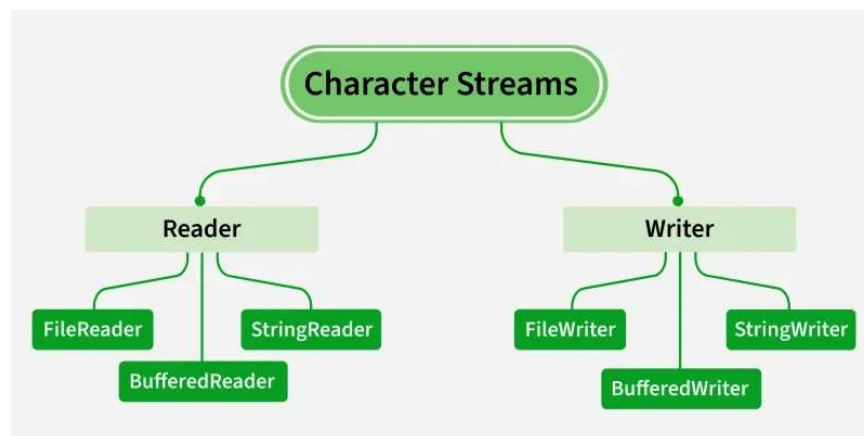 Character Streams
Reader
Writer
FileReader
StringReader
BufferedReader
FileWriter
StringWriter
BufferedWriter